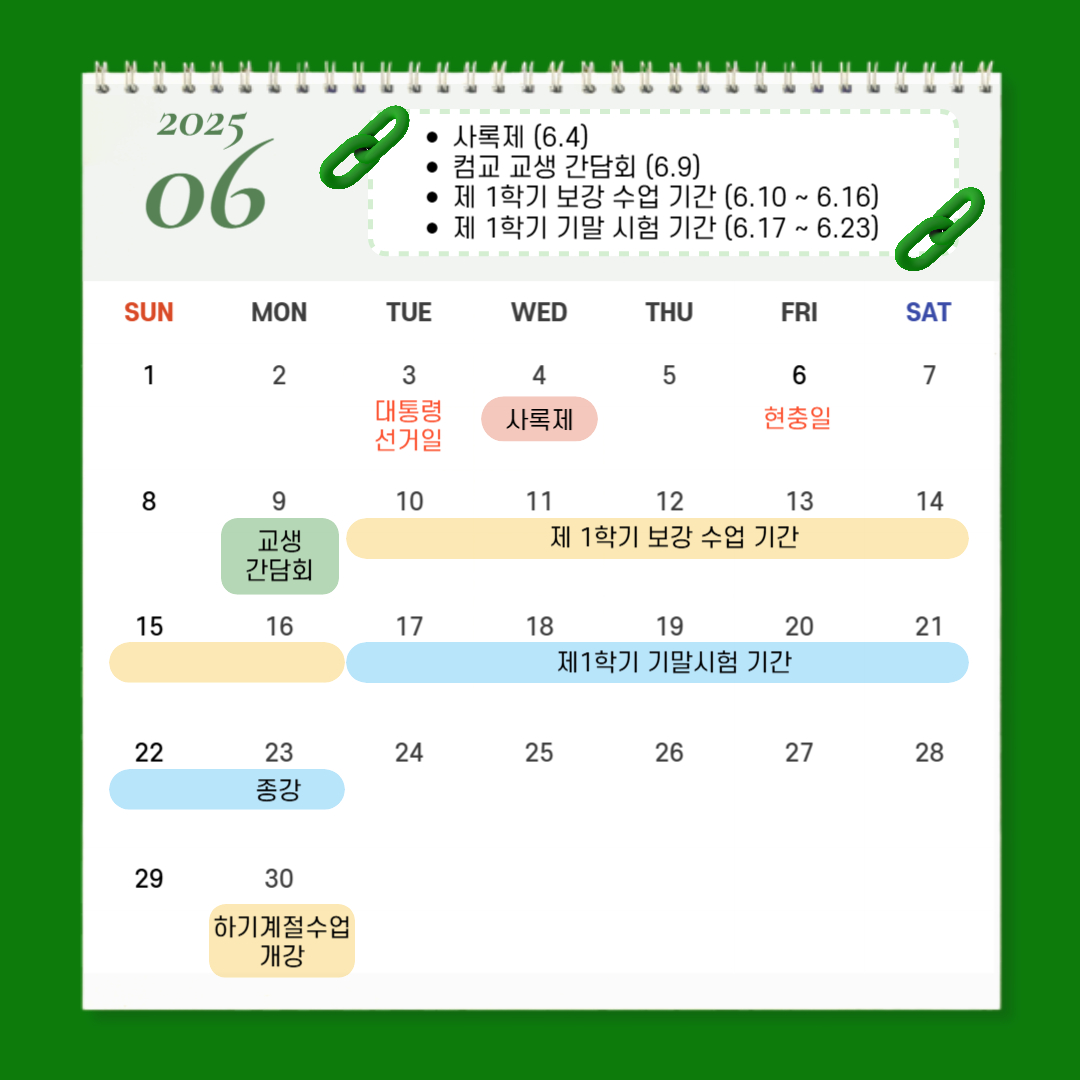 2025
06
• 사록제 (6.4)
• 컴교 교생 간담회 (6.9)
• 제 1학기 보강 수업 기간 (6.10 ~ 6.16)
• 제 1학기 기말 시험 기간 (6.17 ~ 6.23)
SUN MON TUE WED THU FRI SAT
1 2 3 4 5 6 7
대통령
선거일
사록제
현충일
8 9 10 11 12 13 14
교생
간담회
제 1학기 보강 수업 기간
15 16 17 18 19 20 21
제1학기 기말시험 기간
22 23 24 25 26 27 28
종강
29 30
하기계절수업
개강